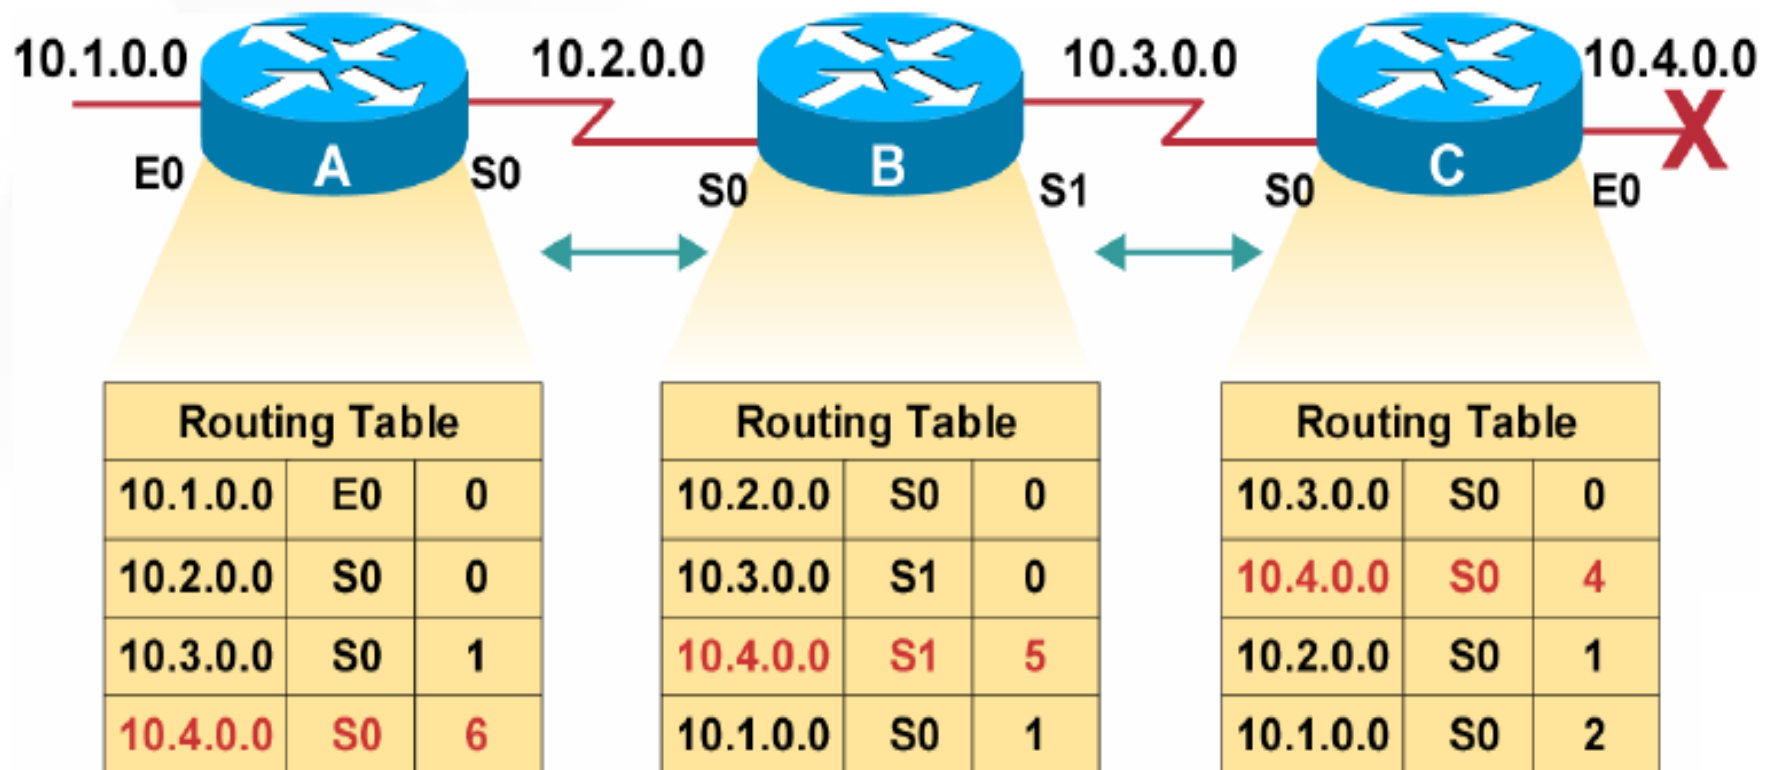 10.1.0.0 10.2.0.0 10.3.0.0 10.4.0.0
A B C
E0 S0 S0 S1 S0 E0
Routing Table
10.1.0.0 E0 0
10.2.0.0 S0 0
10.3.0.0 S0 1
10.4.0.0 S0 6
Routing Table
10.2.0.0 S0 0
10.3.0.0 S1 0
10.4.0.0 S1 5
10.1.0.0 S0 1
Routing Table
10.3.0.0 S0 0
10.4.0.0 S0 4
10.2.0.0 S0 1
10.1.0.0 S0 2